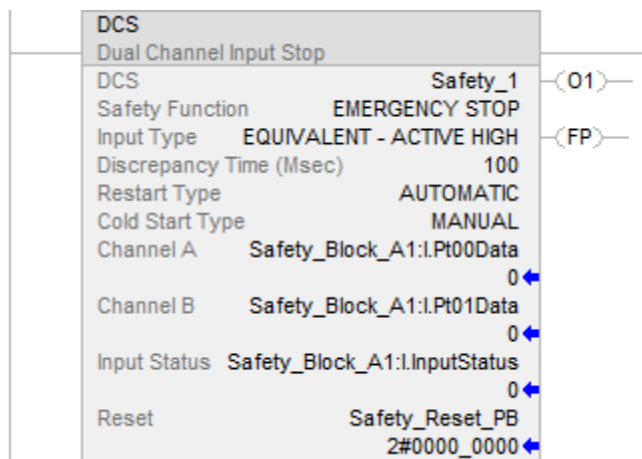 DCS
Dual Channel Input Stop
DCS Safety_1 (O1)
Safety Function EMERGENCY STOP
Input Type EQUIVALENT - ACTIVE HIGH (FP)
Discrepancy Time (Msec) 100
Restart Type AUTOMATIC
Cold Start Type MANUAL
Channel A Safety_Block_A1:I.Pt00Data
0
Channel B Safety_Block_A1:I.Pt01Data
0
Input Status Safety_Block_A1:I.InputStatus
0
Reset Safety_Reset_PB
2#0000_0000